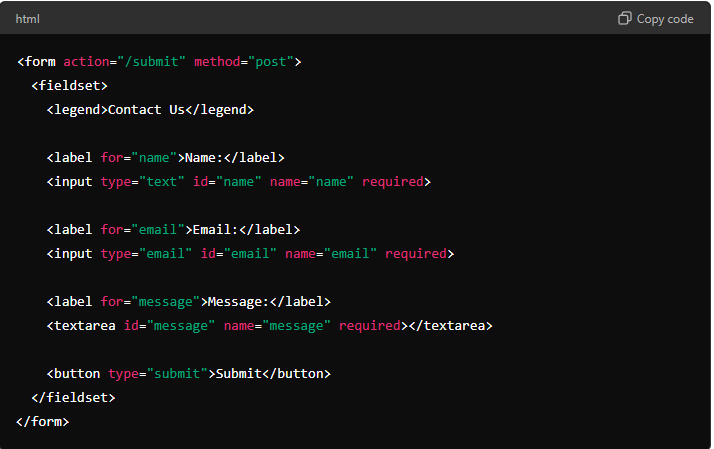 html
Copy code
<form action="/submit" method="post">
  <fieldset>
    <legend>Contact Us</legend>

    <label for="name">Name:</label>
    <input type="text" id="name" name="name" required>

    <label for="email">Email:</label>
    <input type="email" id="email" name="email" required>

    <label for="message">Message:</label>
    <textarea id="message" name="message" required></textarea>

    <button type="submit">Submit</button>
  </fieldset>
</form>